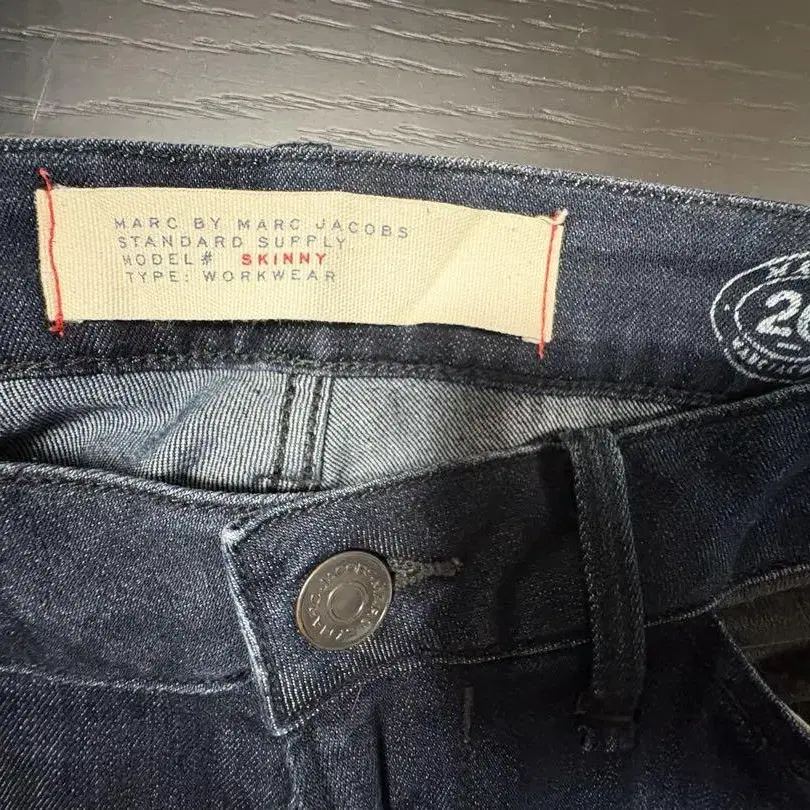 MARC BY MARC JACOBS
STANDARD SUPPLY
MODEL# SKINNY
TYPE: WORKWEAR